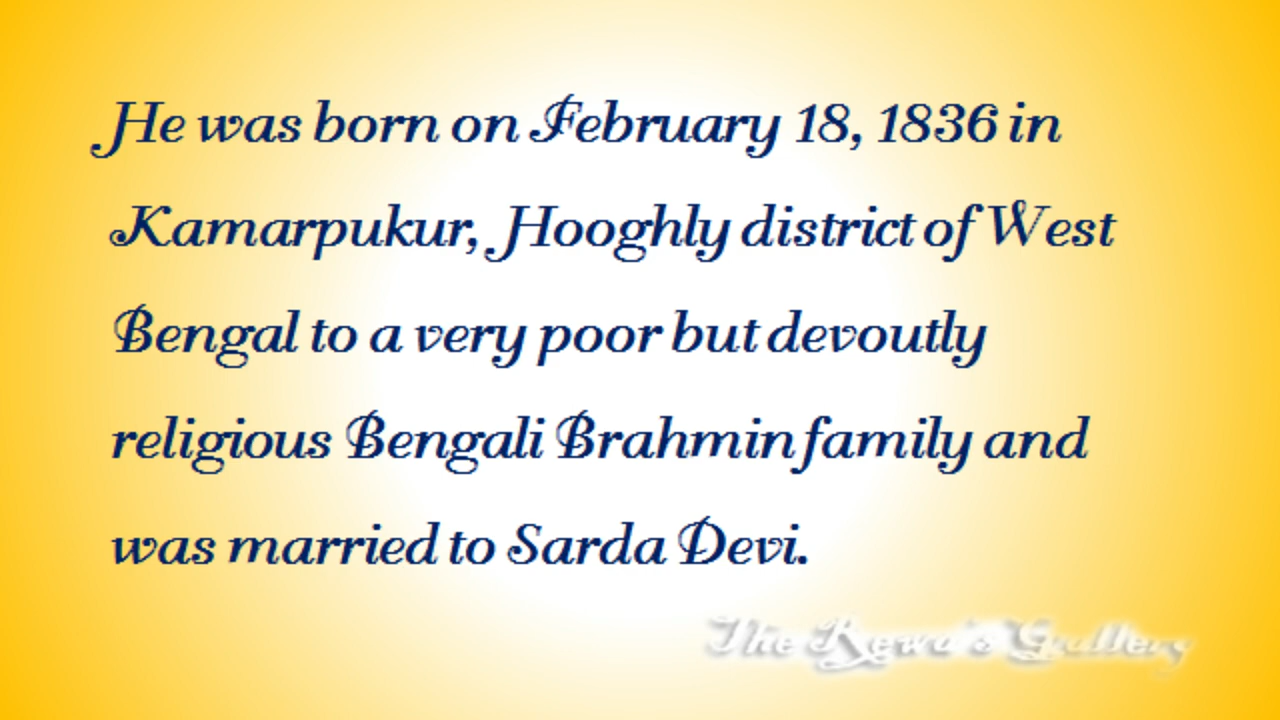 He was born on February 18, 1836 in
Kamarpukur, Hooghly district of West
Bengal to a very poor but devoutly
religious Bengali Brahmin family and
was married to Sarda Devi.
The Rewa's Gallery